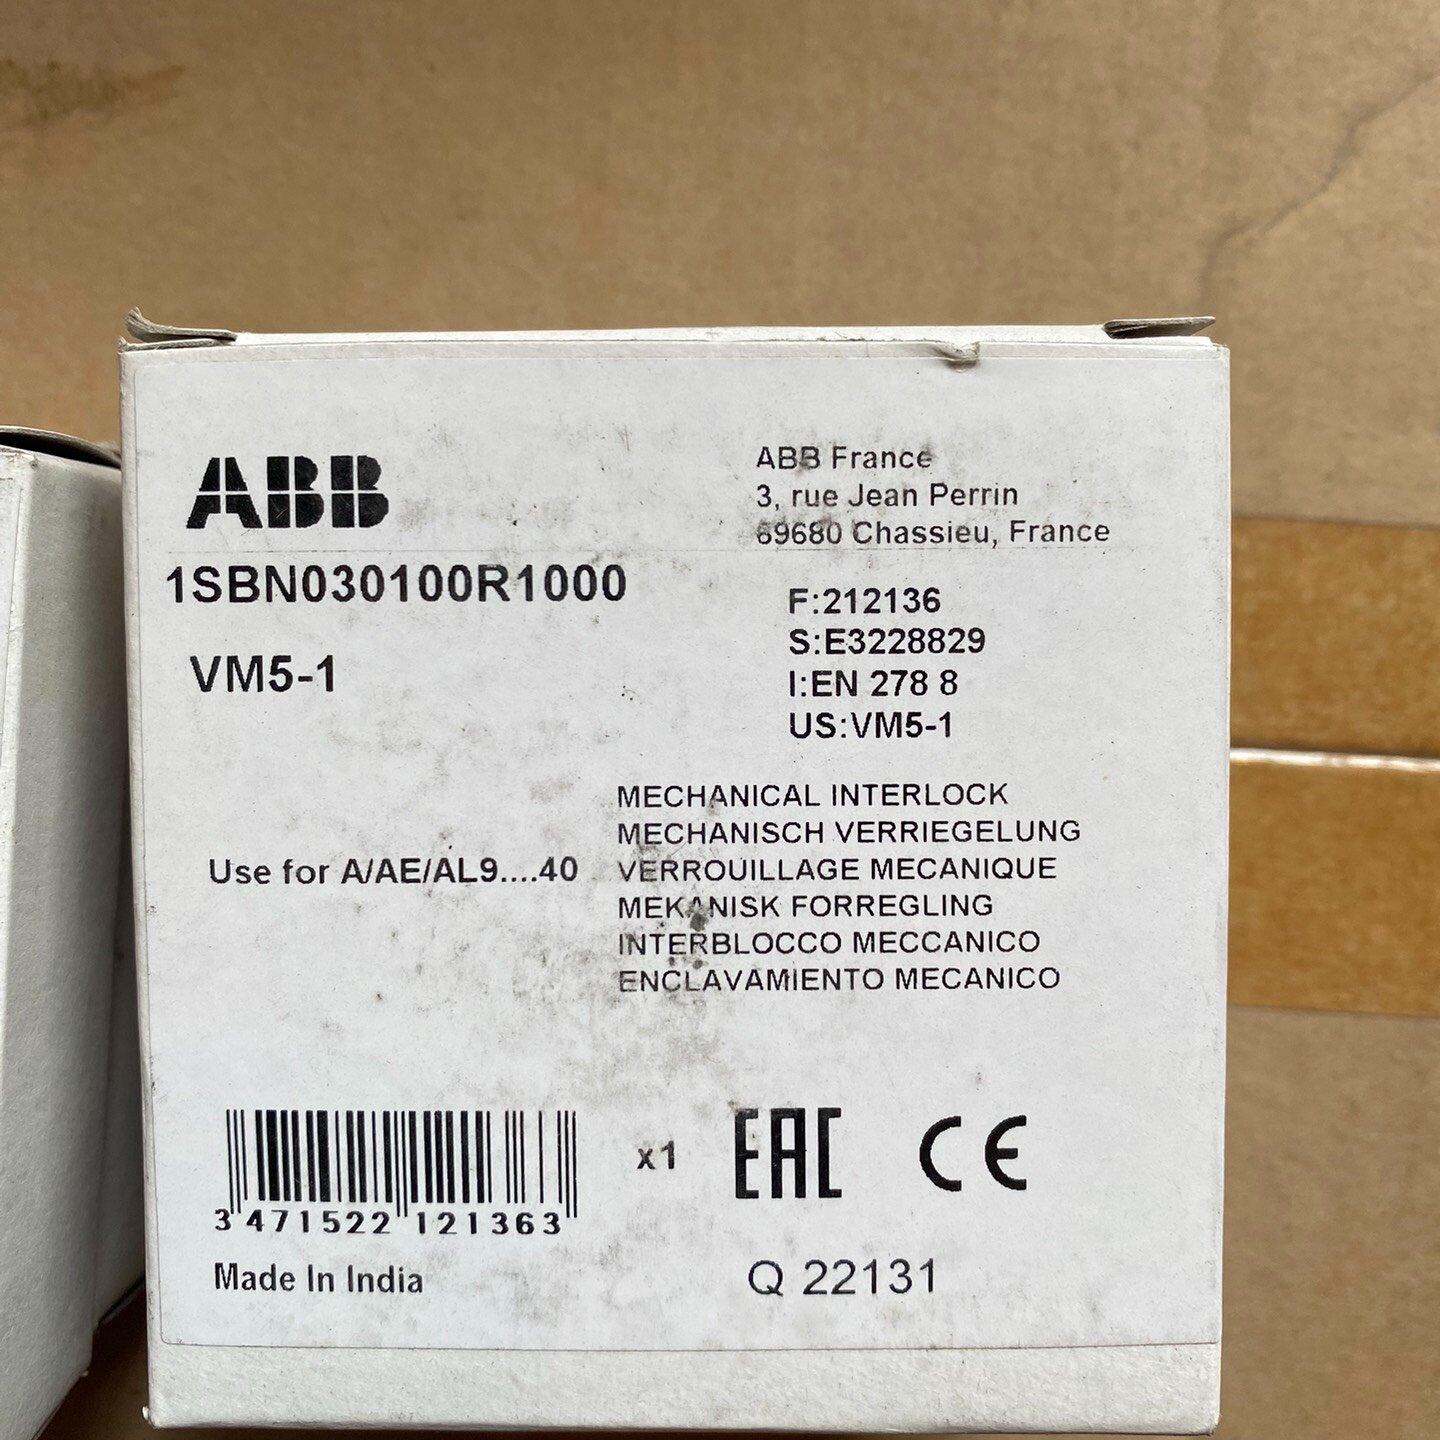 ABB
ABB France
3, rue Jean Perrin
69680 Chassieu, France
1SBN030100R1000
F:212136
S:E3228829
I:EN 278 8
US:VM5-1
VM5-1
MECHANICAL INTERLOCK
MECHANISCH VERRIEGELUNG
VERROUILLAGE MECANIQUE
MEKANISK FORREGLING
INTERBLOCCO MECCANICO
ENCLAVAMIENTO MECANICO
Use for A/AE/AL9....40
3 471522 121363
x1
EAC
CE
Made In India
Q 22131